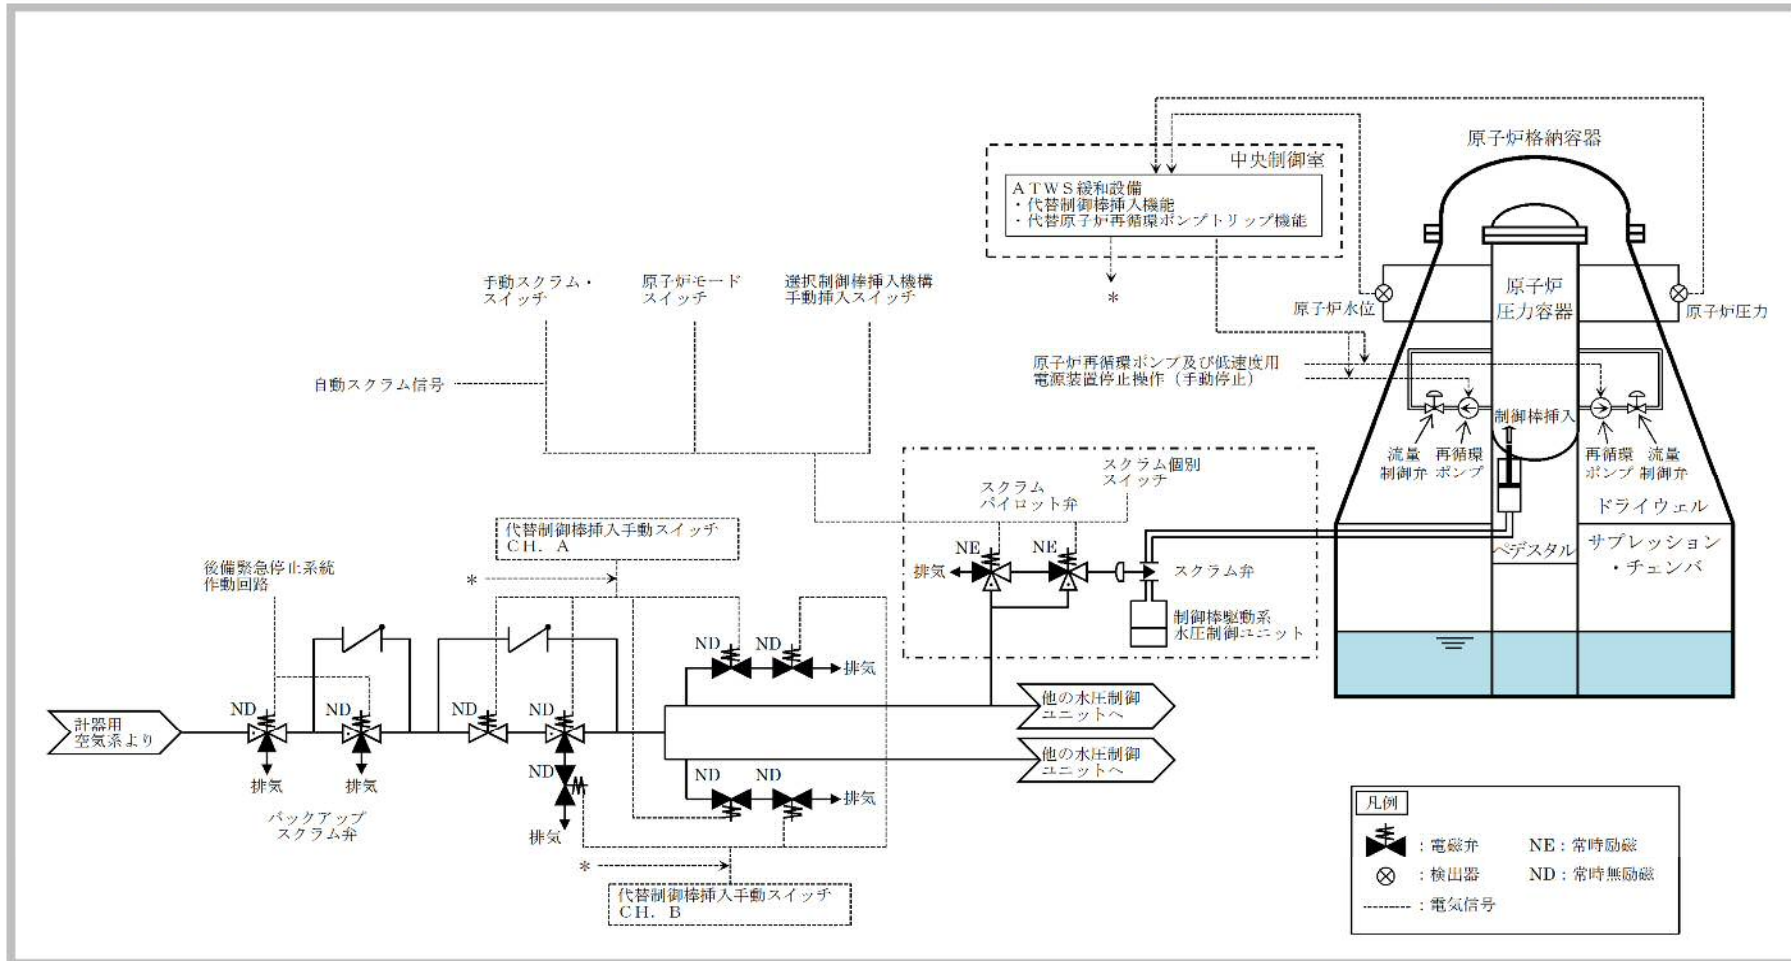 原子炉格納容器
中央制御室
ATWS緩和設備
・代替制御棒挿入機能
・代替原子炉再循環ポンプトリップ機能
*
手動スクラム・
スイッチ
原子炉モード
スイッチ
選択制御棒挿入機構
手動挿入スイッチ
自動スクラム信号
原子炉水位
原子炉
圧力容器
原子炉圧力
原子炉再循環ポンプ及び低速度用
電源装置停止操作(手動停止)
制御棒挿入
流量
制御弁
再循環
ポンプ
再循環
ポンプ
流量
制御弁
ドライウェル
ペデスタル
サプレッション
・チェンバ
スクラム個別
スイッチ
スクラム
パイロット弁
NE
NE
排気
スクラム弁
制御棒駆動系
水圧制御ユニット
代替制御棒挿入手動スイッチ
CH. A
*
後備緊急停止系統
作動回路
ND
ND
排気
計器用
空気系より
ND
ND
ND
ND
排気
排気
バックアップ
スクラム弁
ND
排気
ND
ND
排気
他の水圧制御
ユニットへ
他の水圧制御
ユニットへ
*
代替制御棒挿入手動スイッチ
CH. B
凡例
:電磁弁
NE:常時励磁
:検出器
ND:常時無励磁
:電気信号